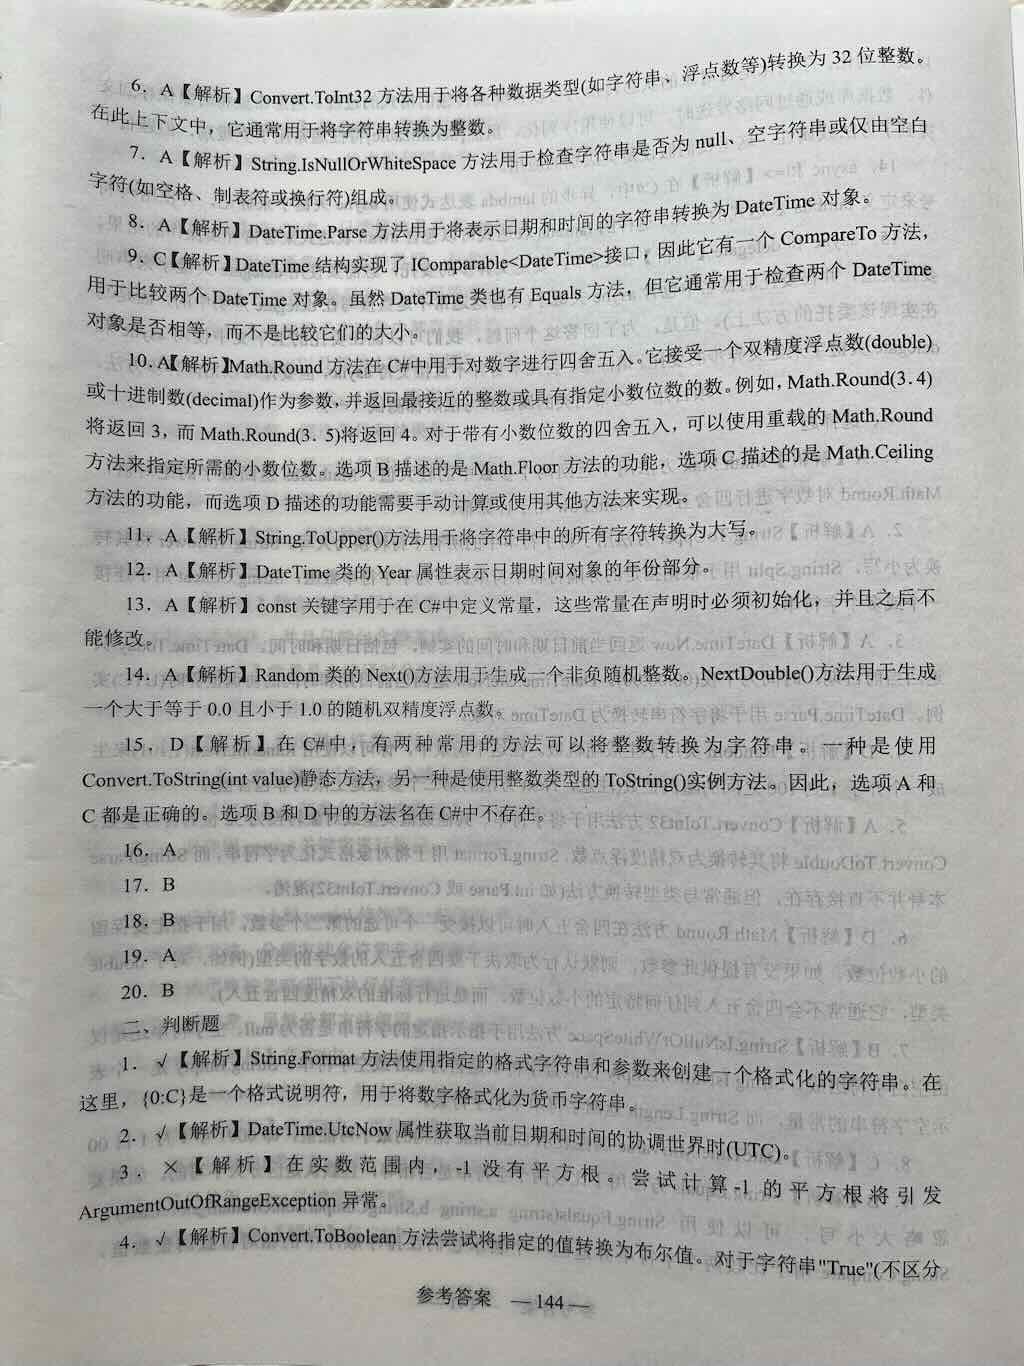 6．A【解析】Convert.ToInt32 方法用于将各种数据类型(如字符串、浮点数等)转换为 32 位整数。
在此上下文中，它通常用于将字符串转换为整数。
7．A【解析】String.IsNullOrWhiteSpace 方法用于检查字符串是否为 null、空字符串或仅由空白
字符(如空格、制表符或换行符)组成。
8．A【解析】DateTime.Parse 方法用于将表示日期和时间的字符串转换为 DateTime 对象。
9．C【解析】DateTime 结构实现了 IComparable<DateTime>接口，因此它有一个 CompareTo 方法，
用于比较两个 DateTime 对象。虽然 DateTime 类也有 Equals 方法，但它通常用于检查两个 DateTime
对象是否相等，而不是比较它们的大小。
10．A【解析】Math.Round 方法在 C#中用于对数字进行四舍五入。它接受一个双精度浮点数(double)
或十进制数(decimal)作为参数，并返回最接近的整数或具有指定小数位数的数。例如，Math.Round(3.4)
将返回 3，而 Math.Round(3.5)将返回 4。对于带有小数位数的四舍五入，可以使用重载的 Math.Round
方法来指定所需的小数位数。选项 B 描述的是 Math.Floor 方法的功能，选项 C 描述的是 Math.Ceiling
方法的功能，而选项 D 描述的功能需要手动计算或使用其他方法来实现。
11．A【解析】String.ToUpper()方法用于将字符串中的所有字符转换为大写。
12．A【解析】DateTime 类的 Year 属性表示日期时间对象的年份部分。
13．A【解析】const 关键字用于在 C#中定义常量，这些常量在声明时必须初始化，并且之后不
能修改。
14．A【解析】Random 类的 Next()方法用于生成一个非负随机整数。NextDouble()方法用于生成
一个大于等于 0.0 且小于 1.0 的随机双精度浮点数。
15．D【解析】在 C#中，有两种常用的方法可以将整数转换为字符串。一种是使用
Convert.ToString(int value)静态方法，另一种是使用整数类型的 ToString()实例方法。因此，选项 A 和
C 都是正确的。选项 B 和 D 中的方法名在 C#中不存在。
16．A
17．B
18．B
19．A
20．B
二、判断题
1．√【解析】String.Format 方法使用指定的格式字符串和参数来创建一个格式化的字符串。在
这里，{0:C}是一个格式说明符，用于将数字格式化为货币字符串。
2．√【解析】DateTime.UtcNow 属性获取当前日期和时间的协调世界时(UTC)。
3．×【解析】在实数范围内，-1 没有平方根。尝试计算-1 的平方根将引发
ArgumentOutOfRangeException 异常。
4．√【解析】Convert.ToBoolean 方法尝试将指定的值转换为布尔值。对于字符串"True"(不区分
参考答案 —144—